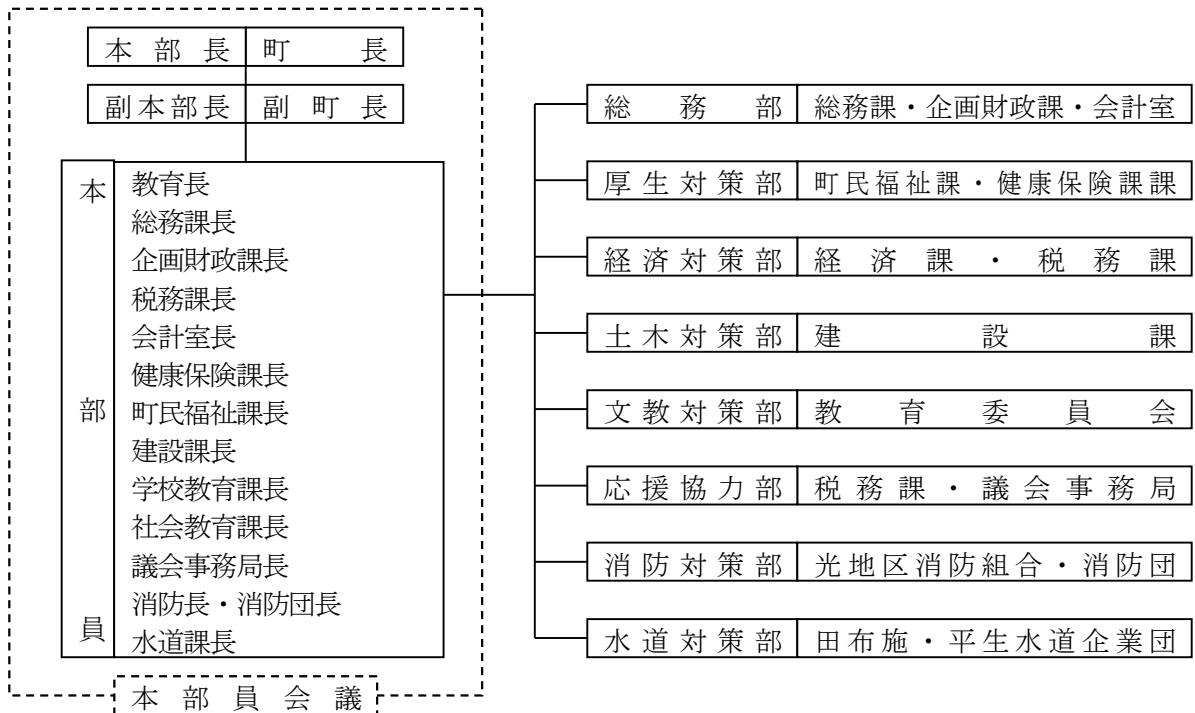 本部長 町長
副本部長 副町長
本部員
教育長
総務課長
企画財政課長
税務課長
会計室長
健康保険課長
町民福祉課長
建設課長
学校教育課長
社会教育課長
議会事務局長
消防長・消防団長
水道課長
本部員会議
総務部 総務課・企画財政課・会計室
厚生対策部 町民福祉課・健康保険課課
経済対策部 経済課・税務課
土木対策部 建設課
文教対策部 教育委員会
応援協力部 税務課・議会事務局
消防対策部 光地区消防組合・消防団
水道対策部 田布施・平生水道企業団